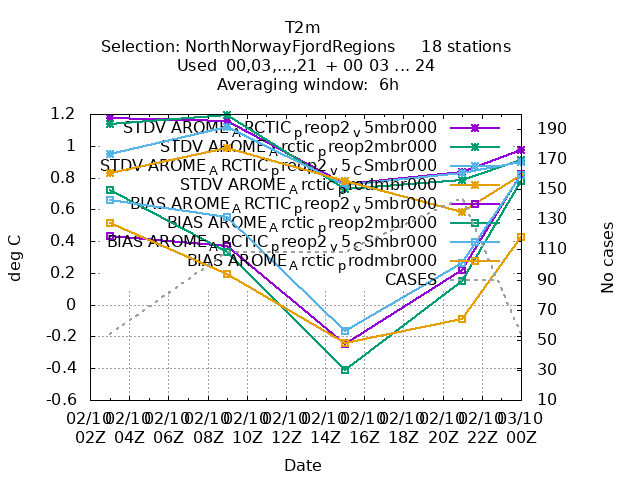 T2m
Selection: NorthNorwayFjordRegions     18 stations
Used  00,03,...,21  + 00 03 ... 24
Averaging window:  6h
STDV AROME_ARCTIC_preop2_v5mbr000
STDV AROME_Arctic_preop2mbr000
STDV AROME_ARCTIC_preop2_v5_CSmbr000
STDV AROME_Arctic_prodmbr000
BIAS AROME_ARCTIC_preop2_v5mbr000
BIAS AROME_Arctic_preop2mbr000
BIAS AROME_ARCTIC_preop2_v5_CSmbr000
BIAS AROME_Arctic_prodmbr000
CASES
1.2
1
0.8
0.6
0.4
0.2
0
-0.2
-0.4
-0.6
deg C
190
170
150
130
110
90
70
50
30
10
No cases
02/10 02/10 02/10 02/10 02/10 02/10 02/10 02/10 02/10 02/10 02/10 03/10
02Z 04Z 06Z 08Z 10Z 12Z 14Z 16Z 18Z 20Z 22Z 00Z
Date